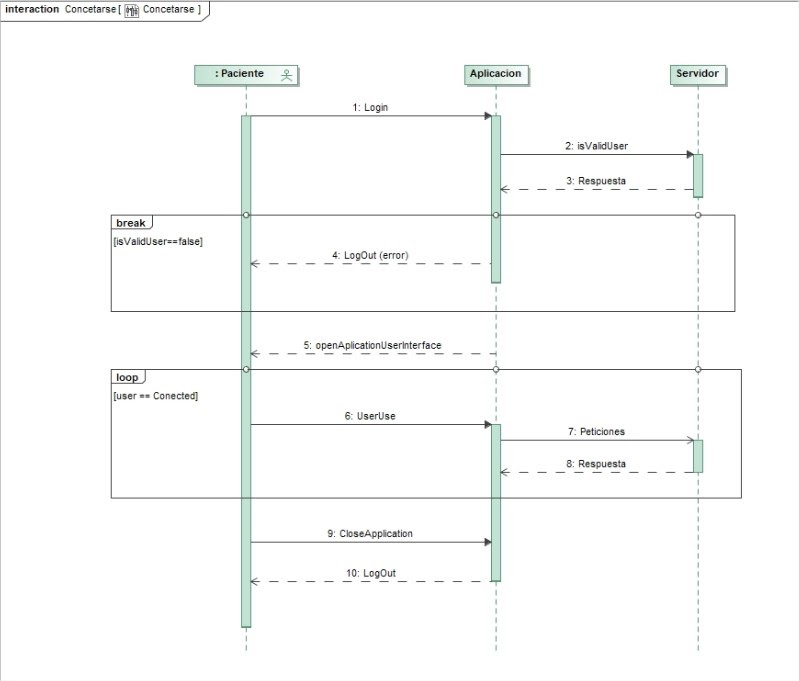 interaction Concetarse [ Concetarse ]
: Paciente
Aplicacion
Servidor
1: Login
2: isValidUser
3: Respuesta
break
[isValidUser==false]
4: LogOut (error)
5: openAplicationUserInterface
loop
[user == Conected]
6: UserUse
7: Peticiones
8: Respuesta
9: CloseApplication
10: LogOut